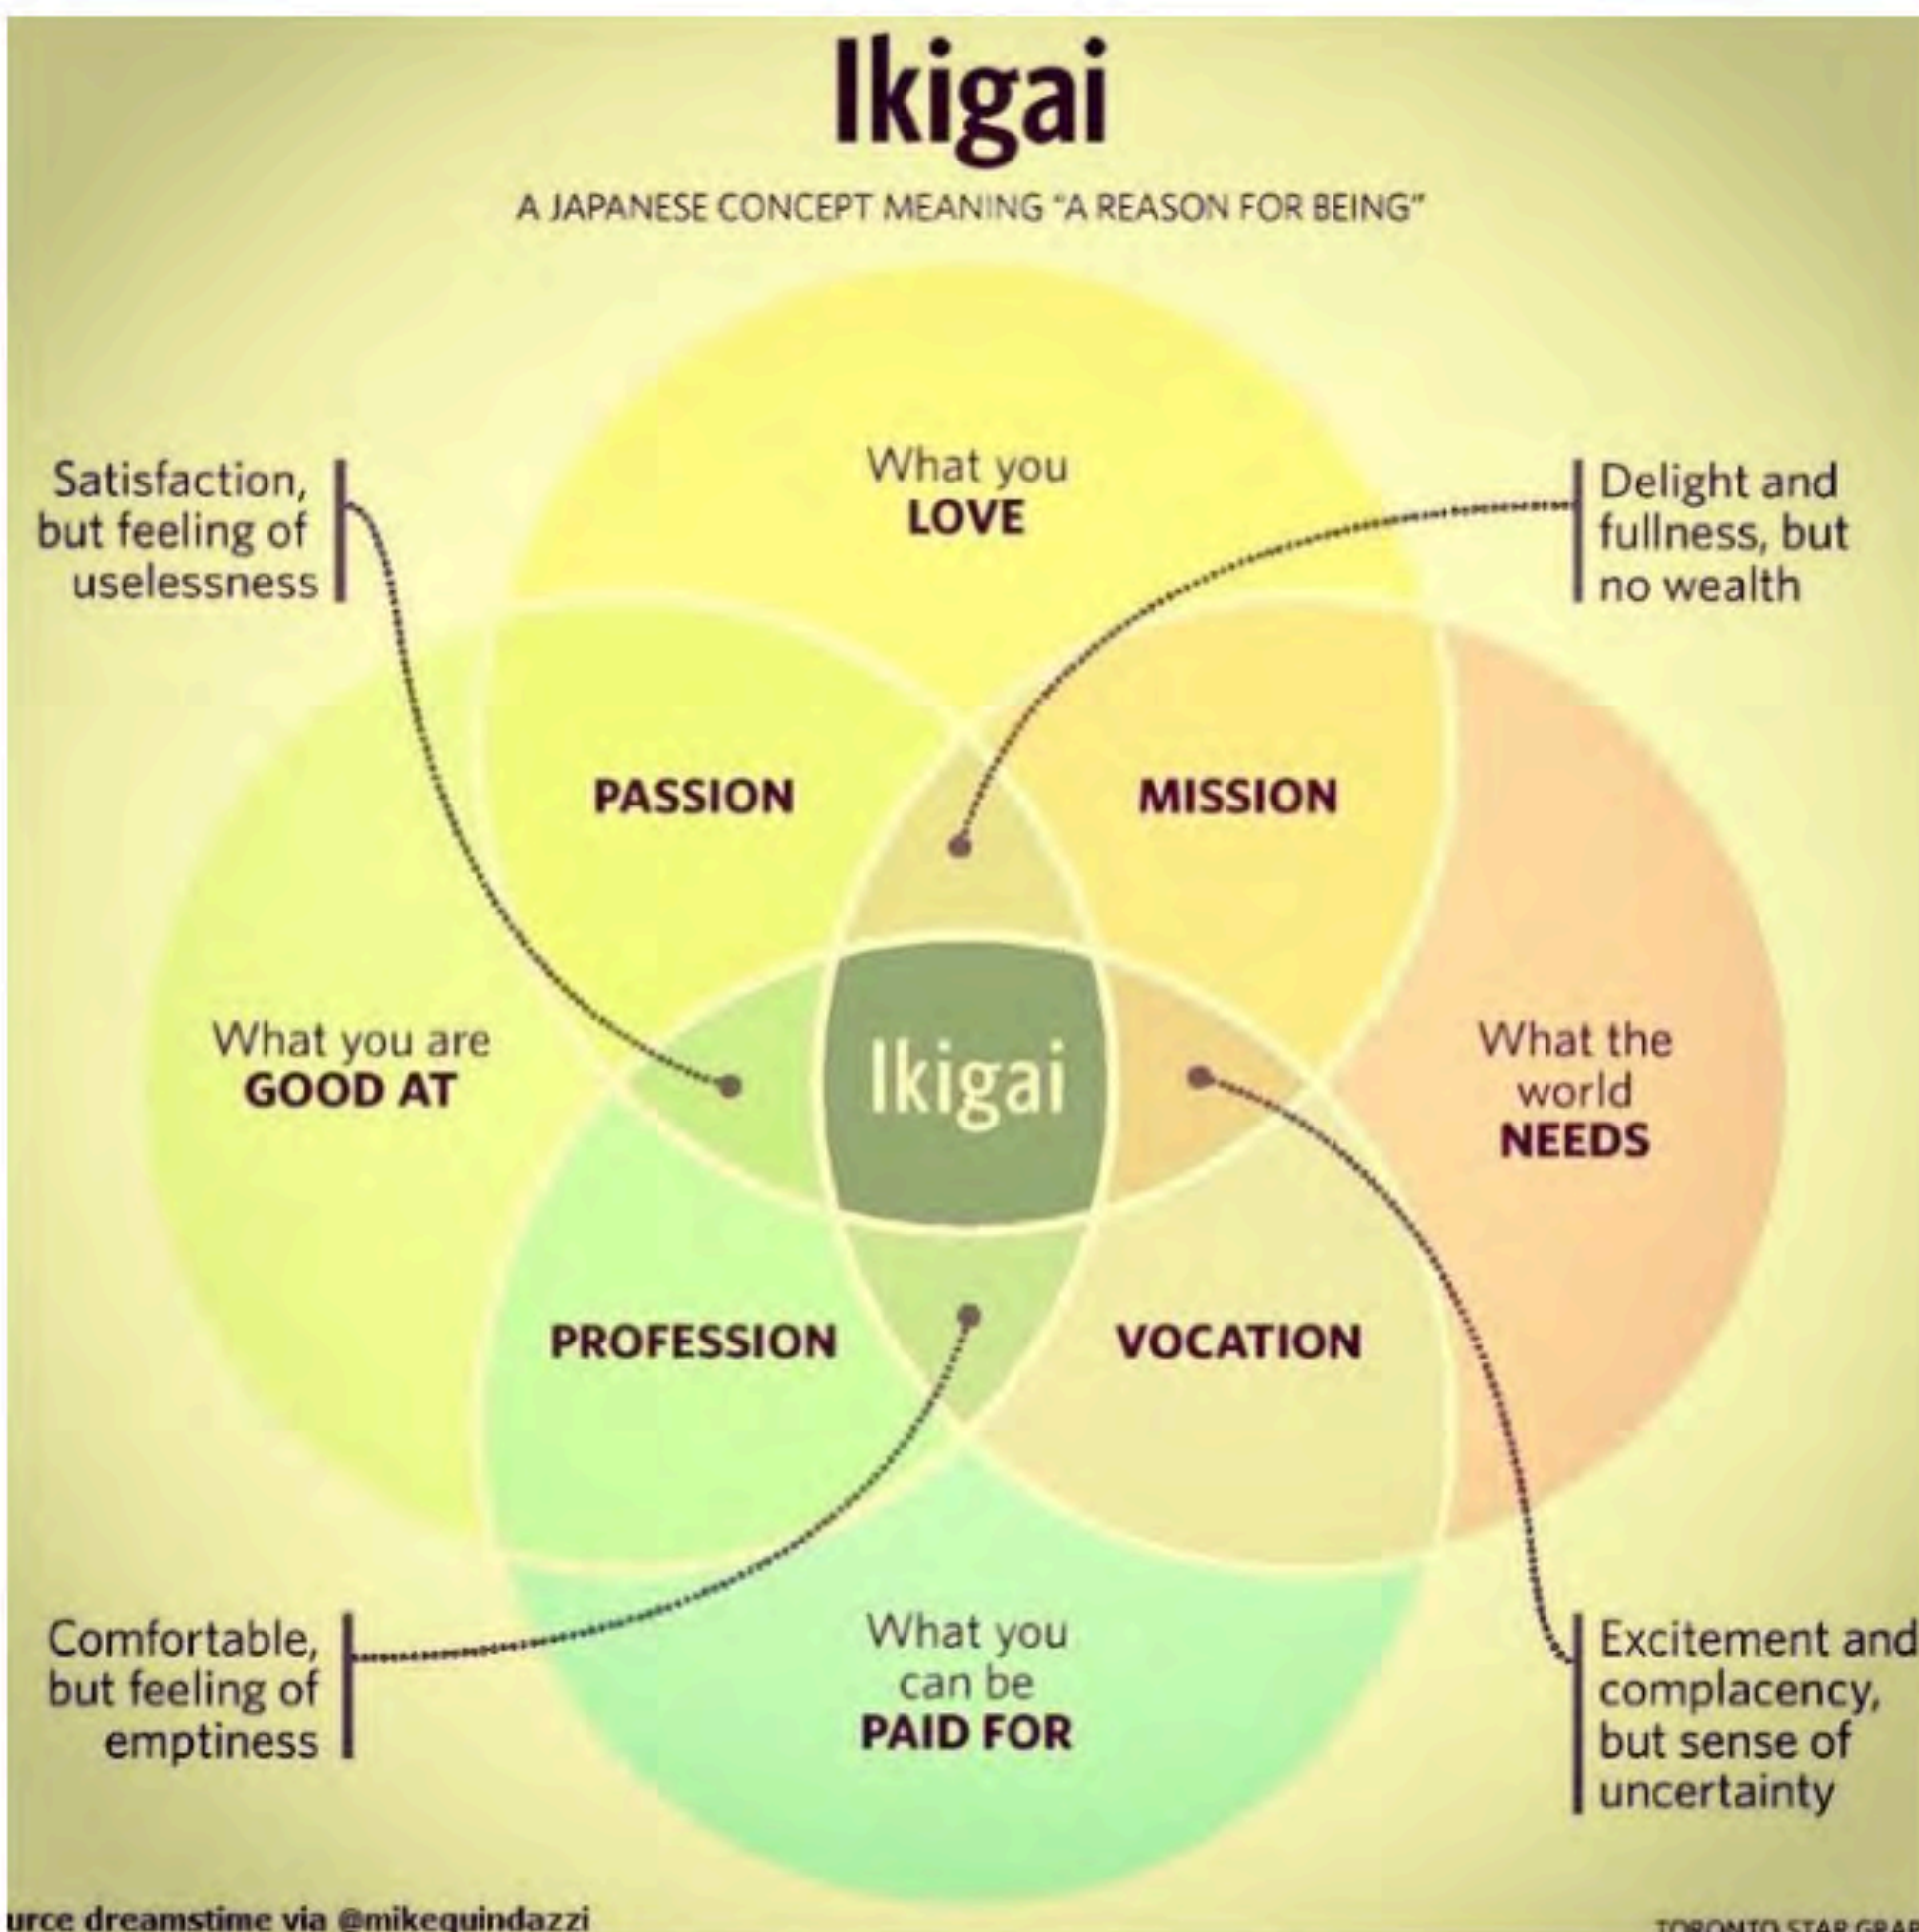 Ikigai
A JAPANESE CONCEPT MEANING "A REASON FOR BEING"
What you
LOVE
Satisfaction,
but feeling of
uselessness
Delight and
fullness, but
no wealth
PASSION
MISSION
What you are
GOOD AT
Ikigai
What the
world
NEEDS
PROFESSION
VOCATION
Comfortable,
but feeling of
emptiness
What you
can be
PAID FOR
Excitement and
complacency,
but sense of
uncertainty
urce dreamstime via @mikequindazzi
TORONTO STAR GRAP